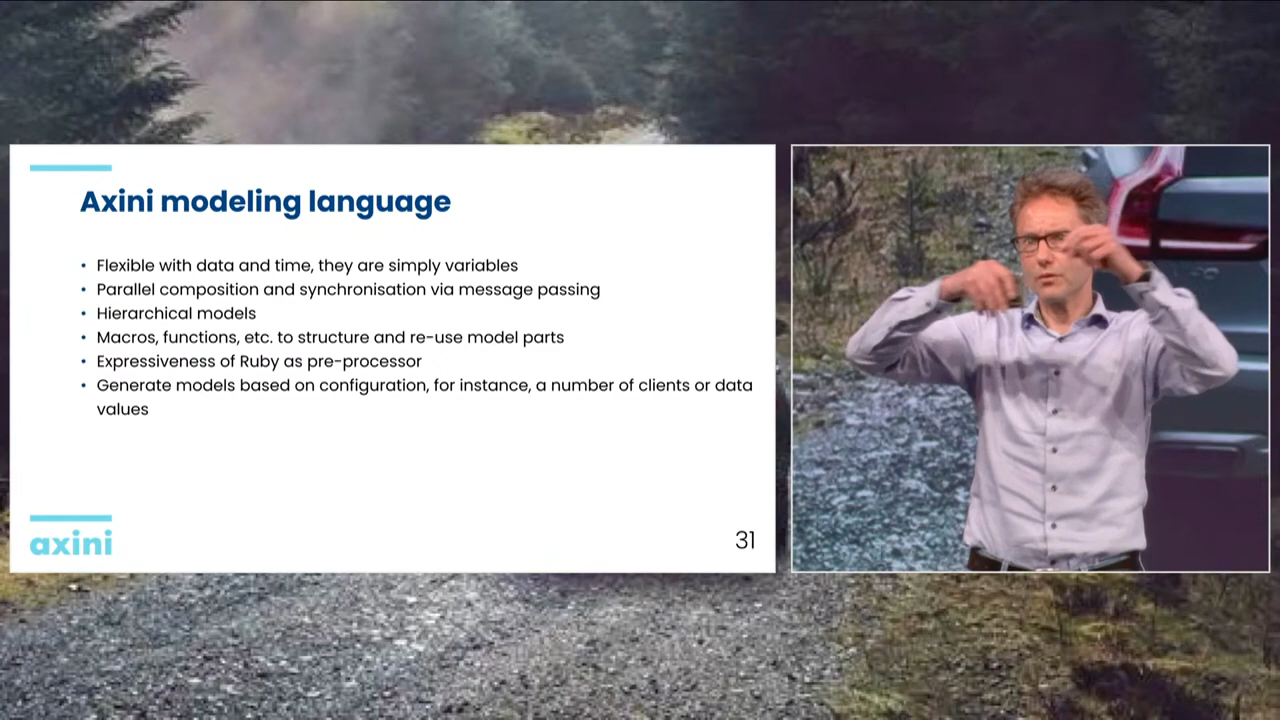 Axini modeling language
• Flexible with data and time, they are simply variables
• Parallel composition and synchronisation via message passing
• Hierarchical models
• Macros, functions, etc. to structure and re-use model parts
• Expressiveness of Ruby as pre-processor
• Generate models based on configuration, for instance, a number of clients or data
values
axini
31